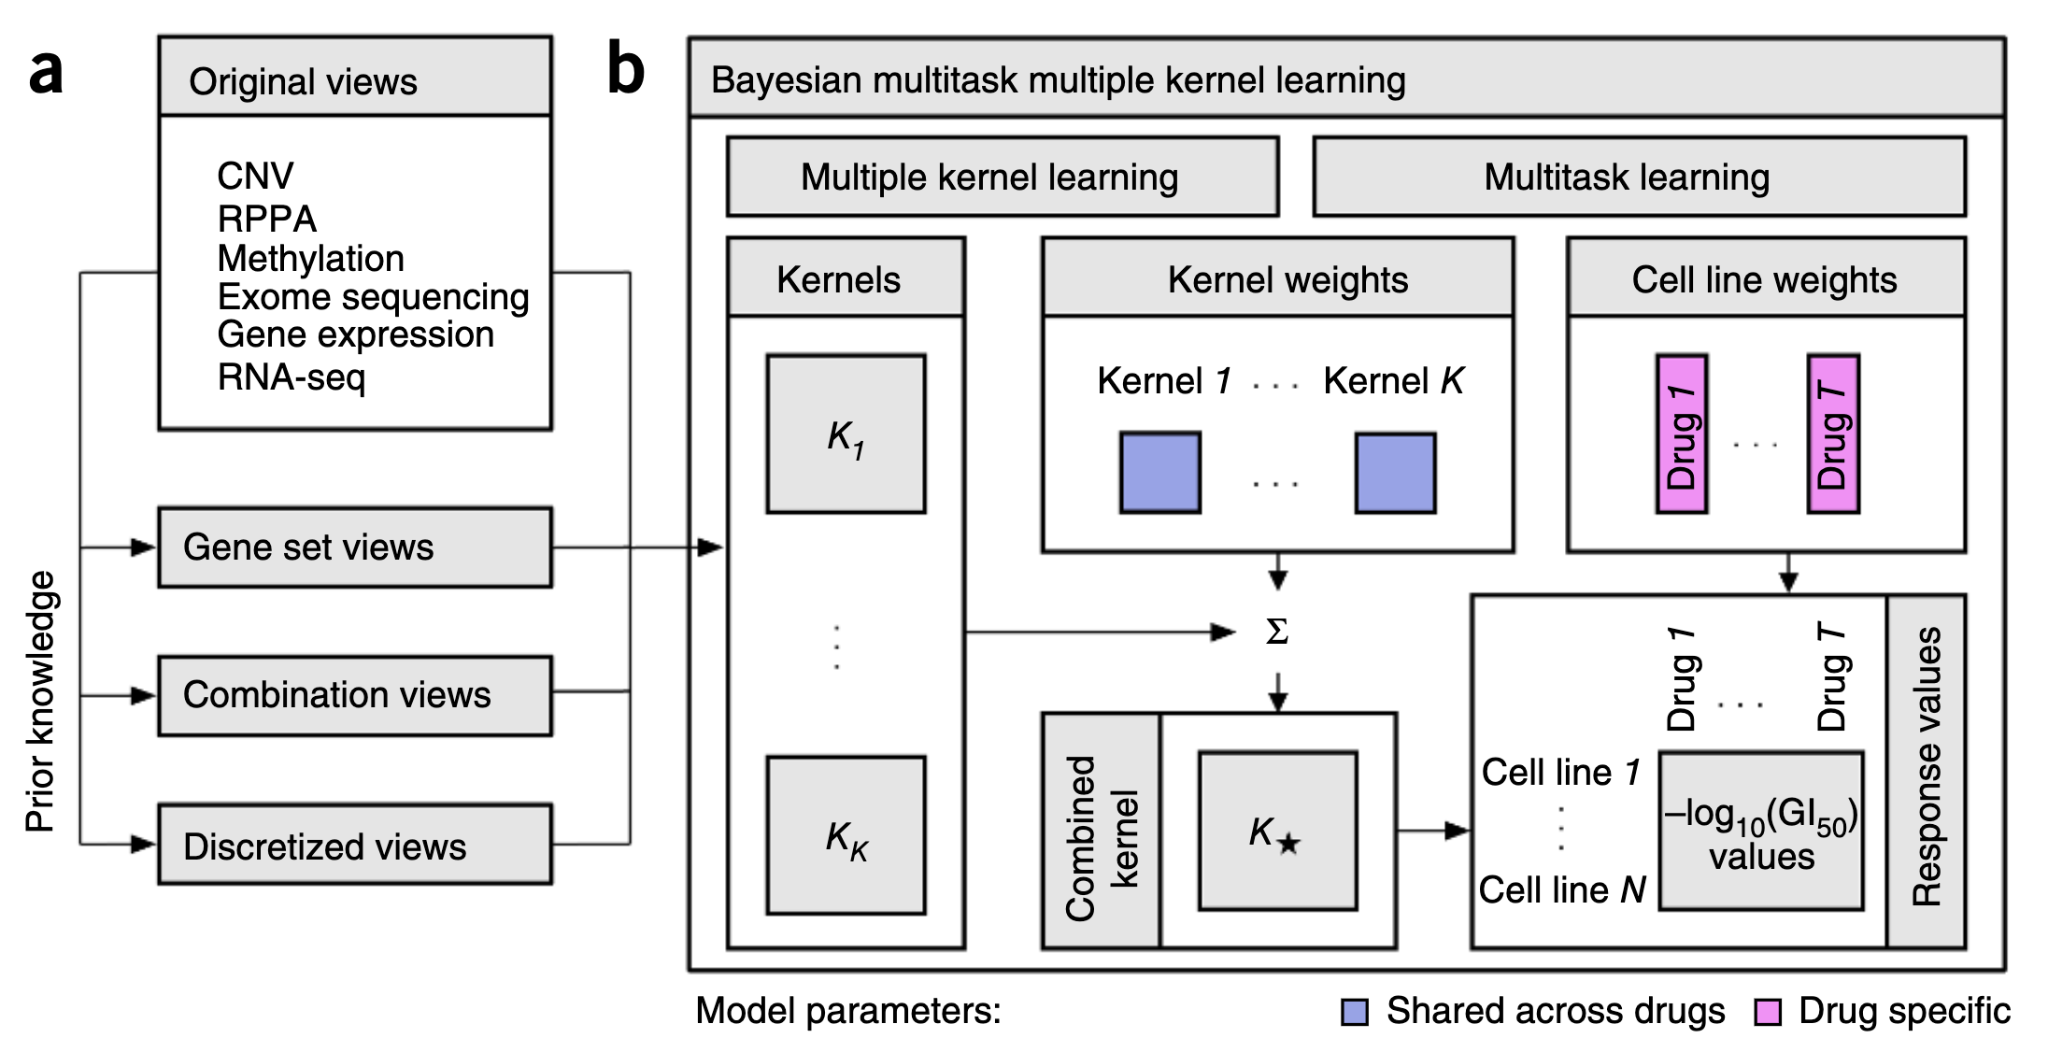 a
Original views
CNV
RPPA
Methylation
Exome sequencing
Gene expression
RNA-seq
Prior knowledge
Gene set views
Combination views
Discretized views
b
Bayesian multitask multiple kernel learning
Multiple kernel learning
Multitask learning
Kernels
K₁
⋮
K_K
Kernel weights
Kernel 1 ... Kernel K
...
Σ
Combined
kernel
K★
Cell line weights
Drug 1 ... Drug T
Drug 1 ... Drug T
Cell line 1
⋮
Cell line N
–log₁₀(GI₅₀)
values
Response values
Model parameters:
Shared across drugs
Drug specific